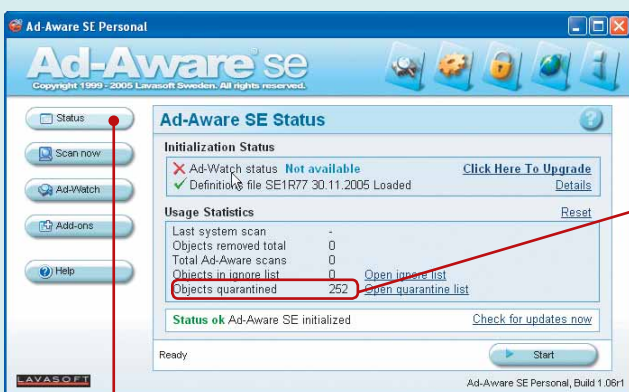 Ad-Aware SE Personal
Ad-Aware se
Copyright 1999 - 2005 Lavasoft Sweden. All rights reserved.
Status
Scan now
Ad-Watch
Add-ons
Help
LAVASOFT
Ad-Aware SE Status
Initialization Status
Ad-Watch status Not available Click Here To Upgrade
Definitions file SE1R77 30.11.2005 Loaded Details
Usage Statistics Reset
Last system scan -
Objects removed total 0
Total Ad-Aware scans 0
Objects in ignore list 0 Open ignore list
Objects quarantined 252 Open quarantine list
Status ok Ad-Aware SE initialized Check for updates now
Ready Start
Ad-Aware SE Personal, Build 1.06r1